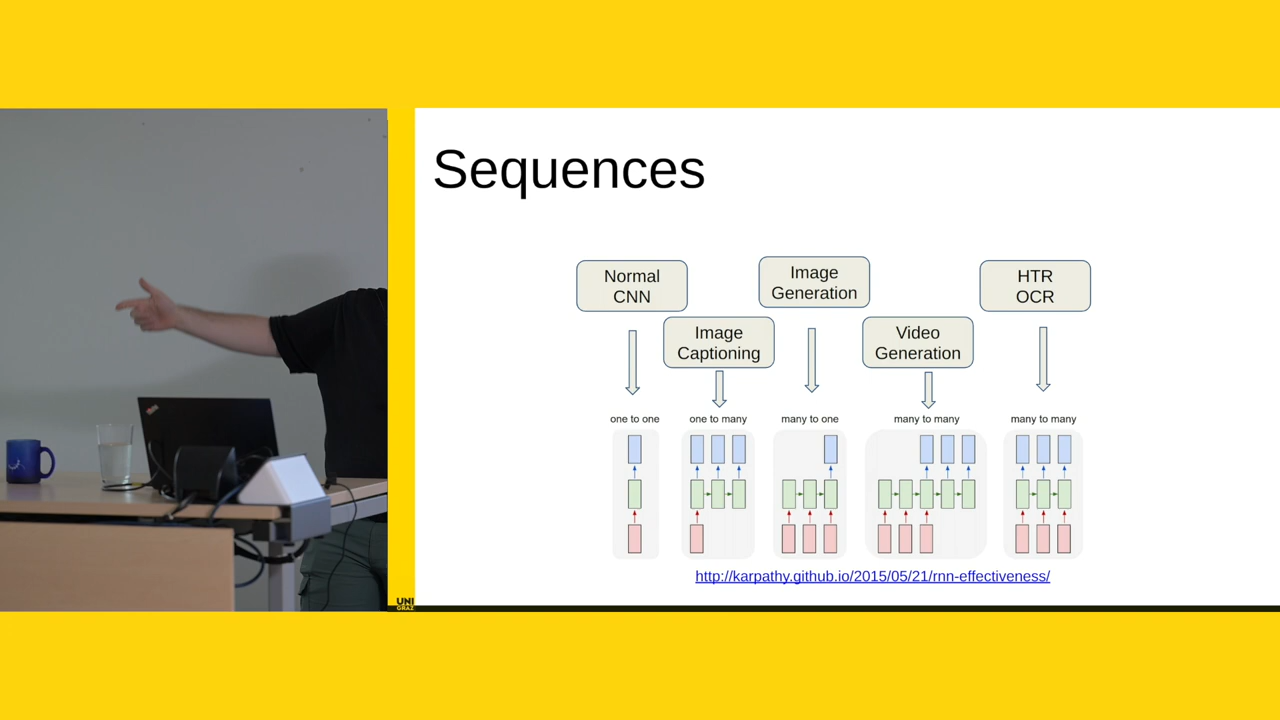 Sequences
Normal
CNN
Image
Captioning
Image
Generation
Video
Generation
HTR
OCR
one to one
one to many
many to one
many to many
many to many
http://karpathy.github.io/2015/05/21/rnn-effectiveness/
UNI
GRAZ